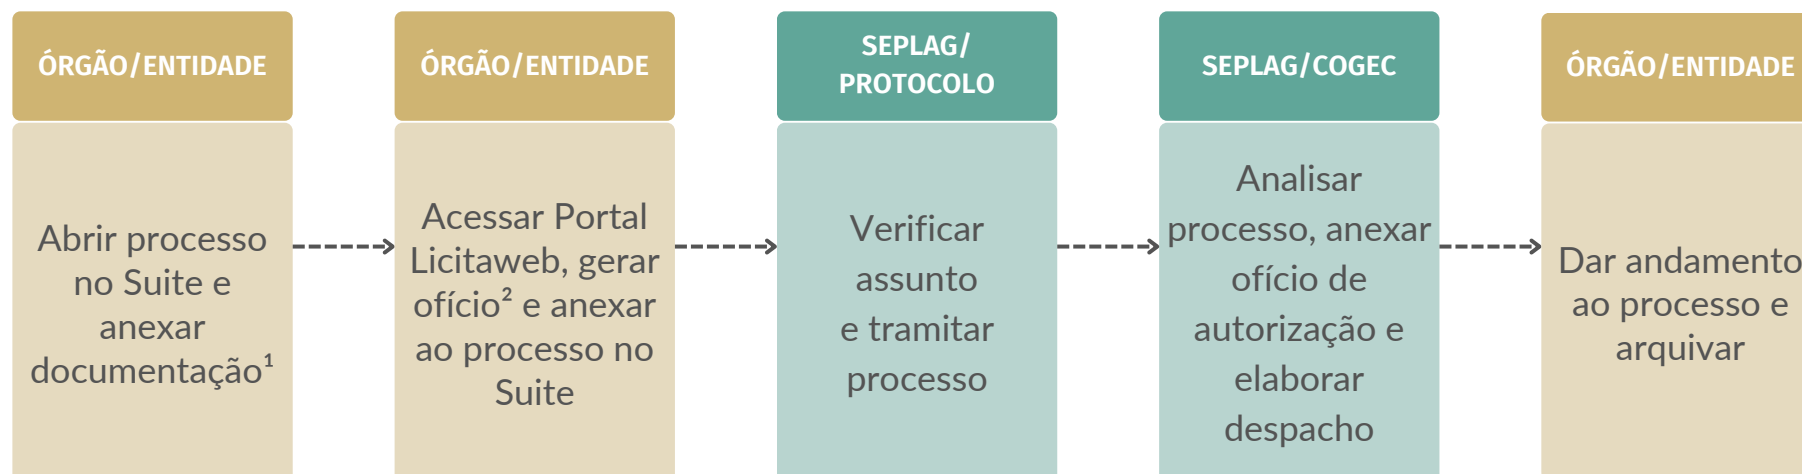 ÓRGÃO/ENTIDADE
Abrir processo
no Suite e
anexar
documentação¹
ÓRGÃO/ENTIDADE
Acessar Portal
Licitaweb, gerar
ofício² e anexar
ao processo no
Suite
SEPLAG/
PROTOCOLO
Verificar
assunto
e tramitar
processo
SEPLAG/COGEC
Analisar
processo, anexar
ofício de
autorização e
elaborar
despacho
ÓRGÃO/ENTIDADE
Dar andamento
ao processo e
arquivar